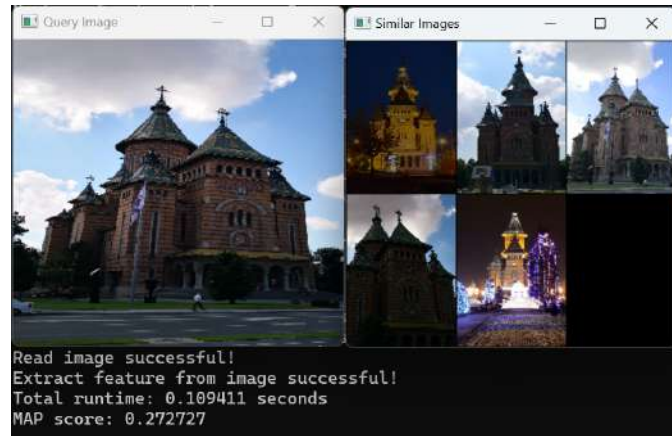 Query Image
Similar Images
Read image successful!
Extract feature from image successful!
Total runtime: 0.109411 seconds
MAP score: 0.272727